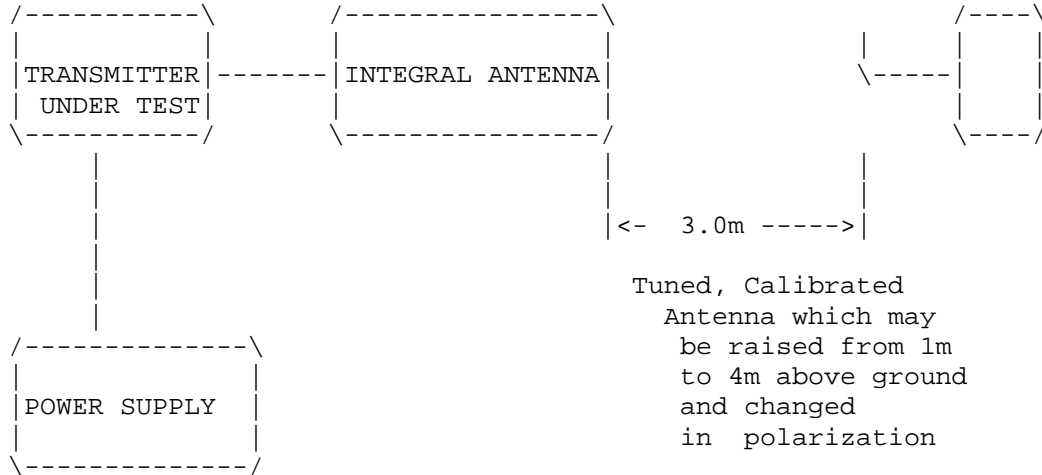 TRANSMITTER
UNDER TEST
INTEGRAL ANTENNA
<- 3.0m ----->
Tuned, Calibrated
Antenna which may
be raised from 1m
to 4m above ground
and changed
in polarization
POWER SUPPLY